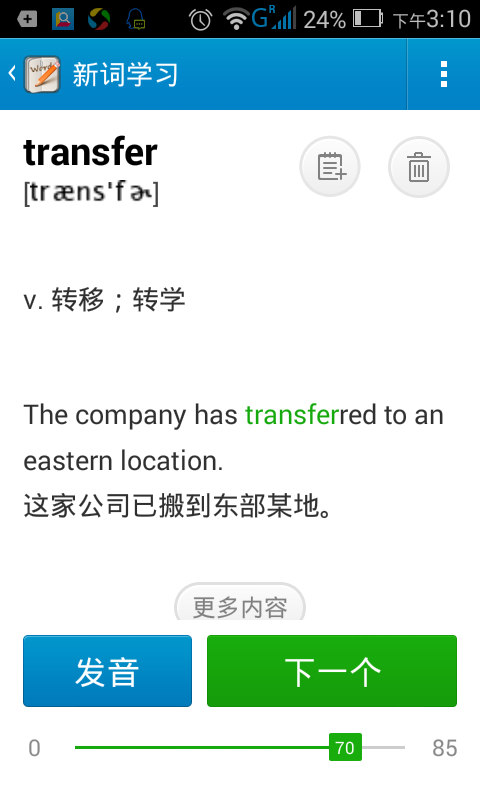 24% 下午3:10
新词学习
transfer
[træns'fɚ]
v. 转移；转学
The company has transferred to an
eastern location.
这家公司已搬到东部某地。
更多内容
发音 下一个
0 70 85